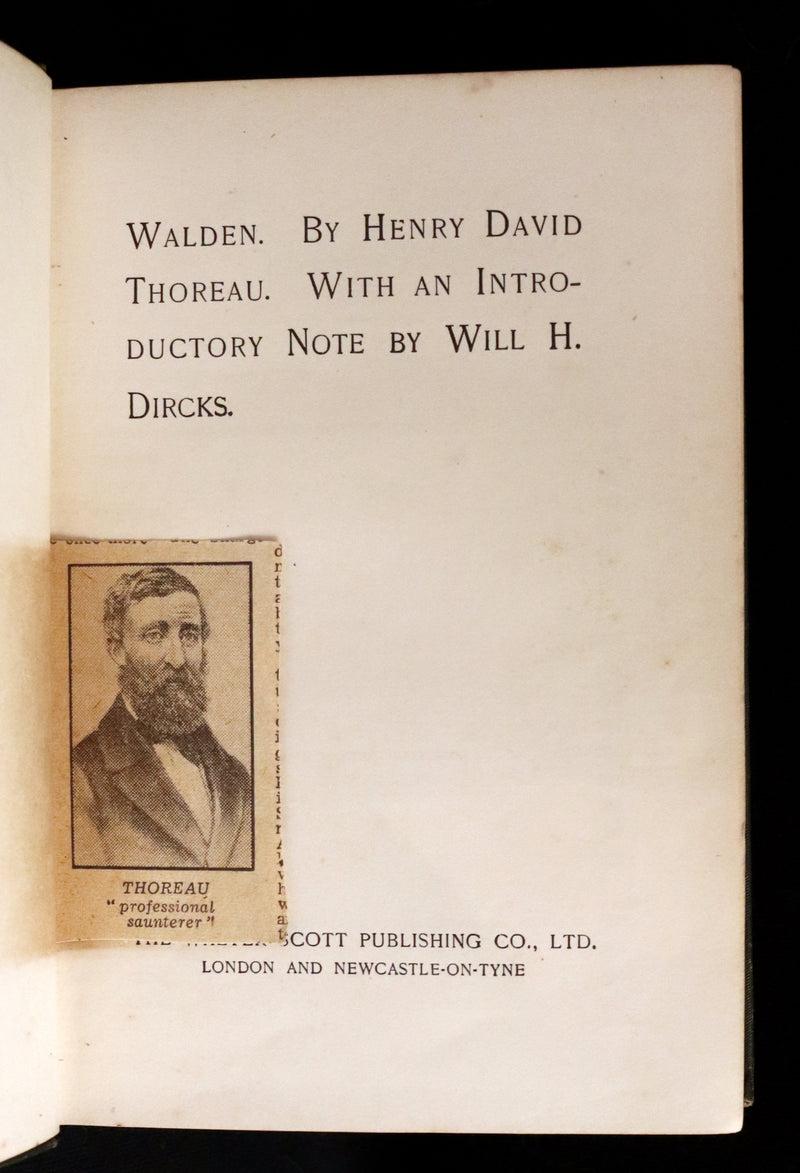 WALDEN. BY HENRY DAVID
THOREAU. WITH AN INTRO-
DUCTORY NOTE BY WILL H.
DIRCKS.
THOREAU
"professional
saunterer"
SCOTT PUBLISHING CO., LTD.
LONDON AND NEWCASTLE-ON-TYNE